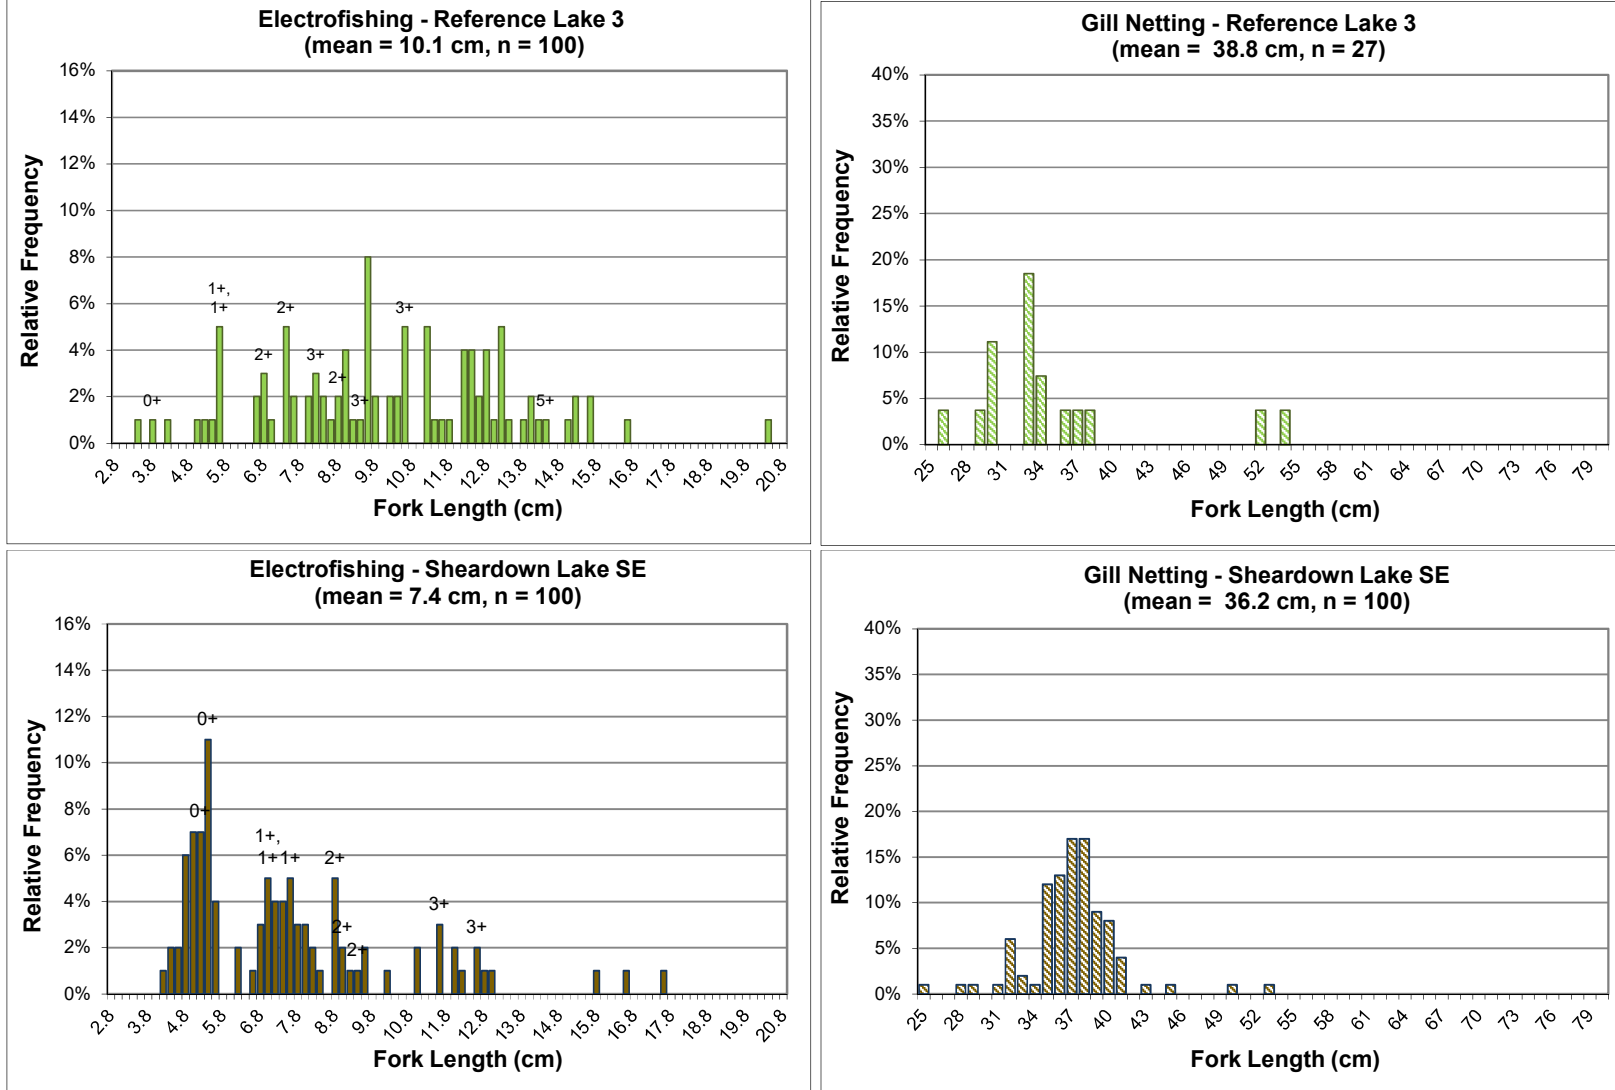 Electrofishing - Reference Lake 3
(mean = 10.1 cm, n = 100)
16%
14%
12%
10%
8%
6%
4%
2%
0%
Relative Frequency
0+
1+,
1+
2+
2+
3+
2+
3+
3+
5+
2.8 3.8 4.8 5.8 6.8 7.8 8.8 9.8 10.8 11.8 12.8 13.8 14.8 15.8 16.8 17.8 18.8 19.8 20.8
Fork Length (cm)
Gill Netting - Reference Lake 3
(mean = 38.8 cm, n = 27)
40%
35%
30%
25%
20%
15%
10%
5%
0%
Relative Frequency
25 28 31 34 37 40 43 46 49 52 55 58 61 64 67 70 73 76 79
Fork Length (cm)
Electrofishing - Sheardown Lake SE
(mean = 7.4 cm, n = 100)
16%
14%
12%
10%
8%
6%
4%
2%
0%
Relative Frequency
0+
0+
1+,
1+ 1+
2+
2+
2+
3+
3+
2.8 3.8 4.8 5.8 6.8 7.8 8.8 9.8 10.8 11.8 12.8 13.8 14.8 15.8 16.8 17.8 18.8 19.8 20.8
Fork Length (cm)
Gill Netting - Sheardown Lake SE
(mean = 36.2 cm, n = 100)
40%
35%
30%
25%
20%
15%
10%
5%
0%
Relative Frequency
25 28 31 34 37 40 43 46 49 52 55 58 61 64 67 70 73 76 79
Fork Length (cm)